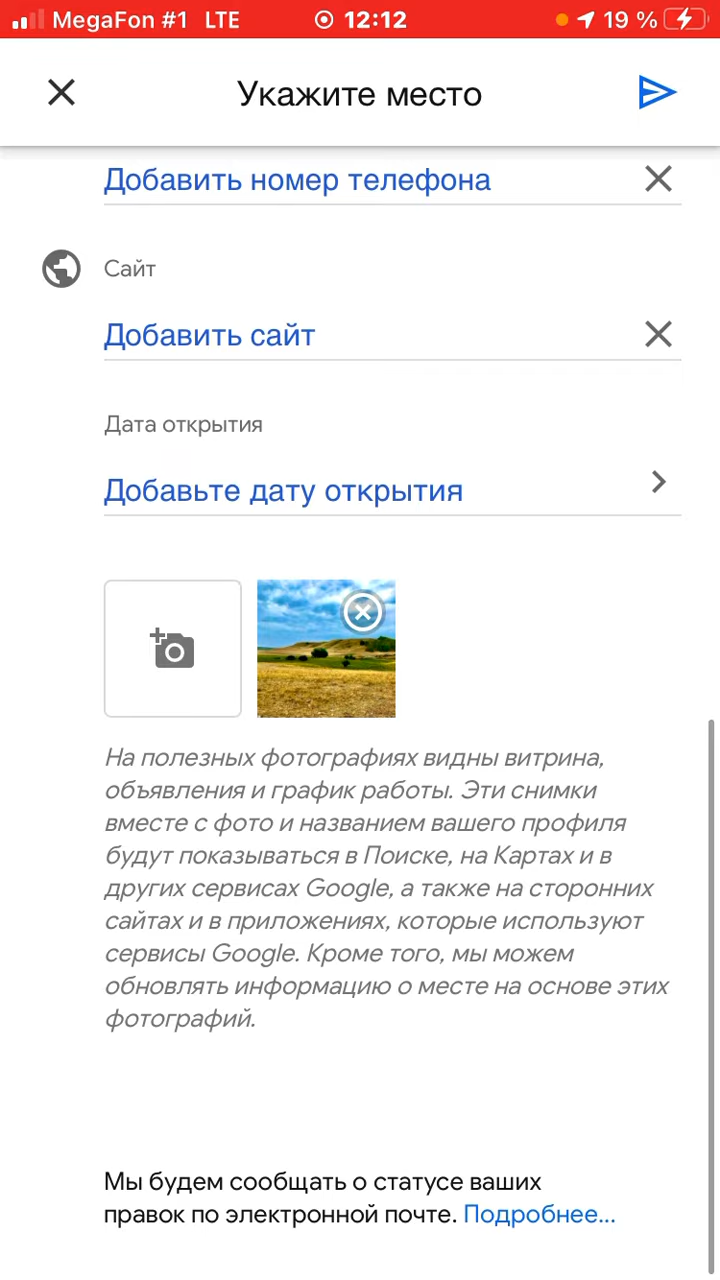 MegaFon #1 LTE 12:12 19 %
Укажите место
Добавить номер телефона
Сайт
Добавить сайт
Дата открытия
Добавьте дату открытия
На полезных фотографиях видны витрина,
объявления и график работы. Эти снимки
вместе с фото и названием вашего профиля
будут показываться в Поиске, на Картах и в
других сервисах Google, а также на сторонних
сайтах и в приложениях, которые используют
сервисы Google. Кроме того, мы можем
обновлять информацию о месте на основе этих
фотографий.
Мы будем сообщать о статусе ваших
правок по электронной почте. Подробнее...